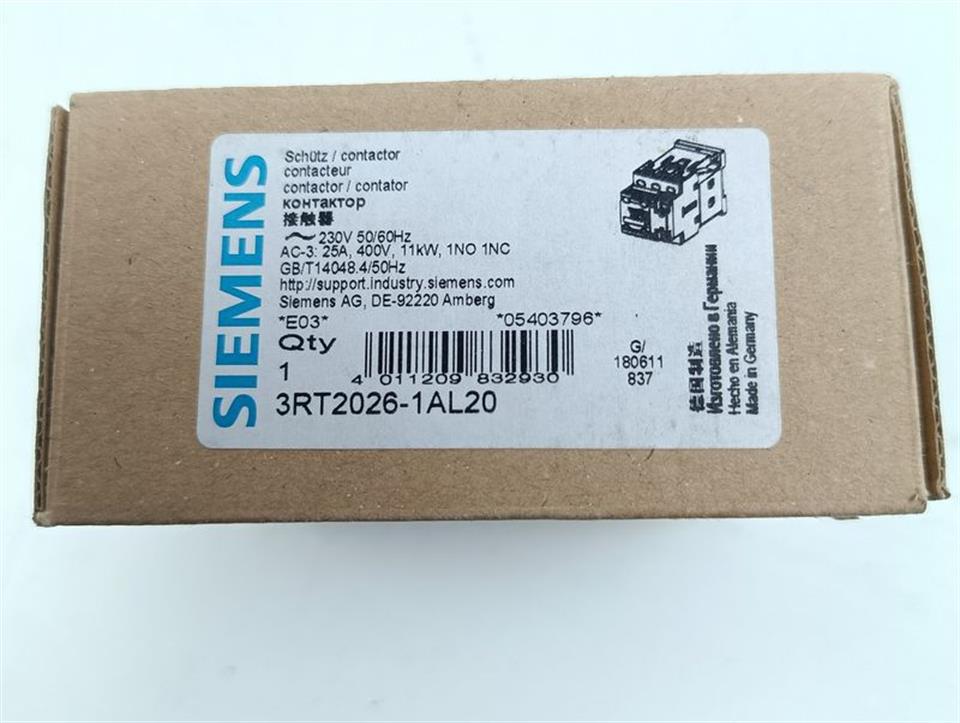 SIEMENS
Schütz / contactor
contacteur
contactor / contator
контактор
接触器
~ 230V 50/60Hz
AC-3: 25A, 400V, 11kW, 1NO 1NC
GB/T14048.4/50Hz
http://support.industry.siemens.com
Siemens AG, DE-92220 Amberg
*E03* *05403796*
Qty
1
4 011209 832930
G/
180611
837
3RT2026-1AL20
德国制造
Изготовлено в Германии
Hecho en Alemania
Made in Germany